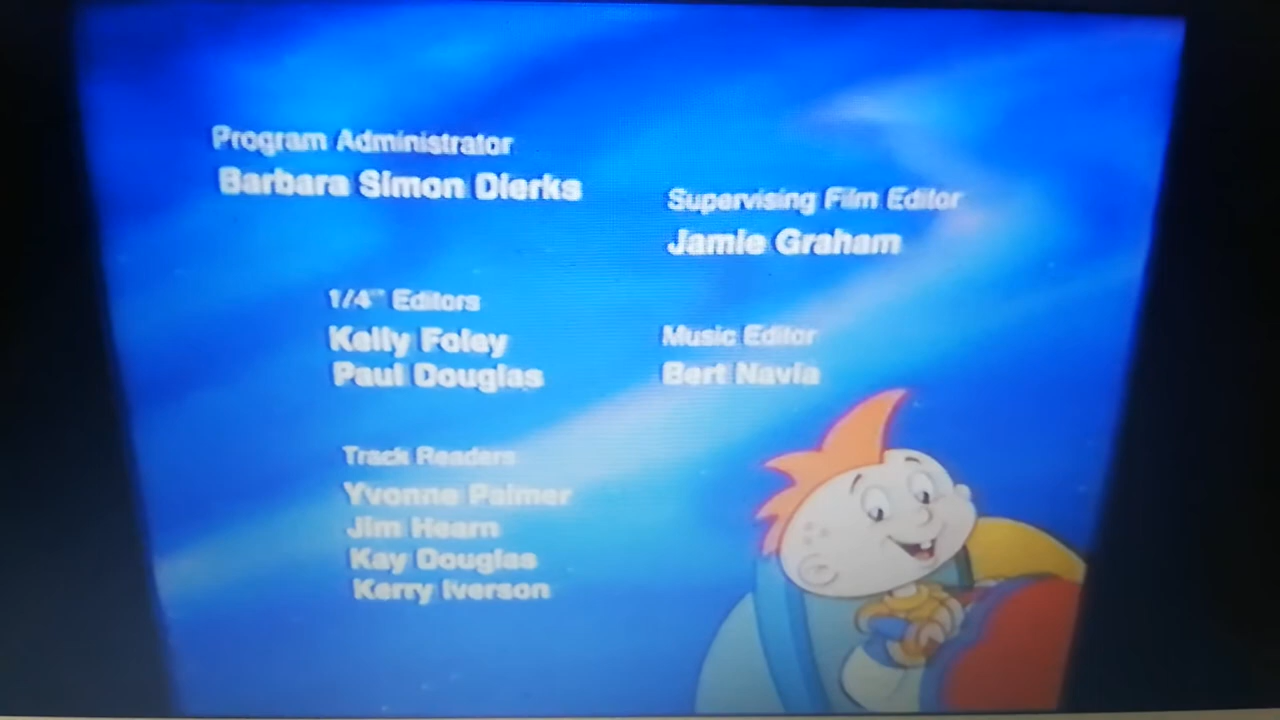 Program Administrator
Barbara Simon Dierks
Supervising Film Editor
Jamie Graham
1/4" Editors
Kelly Foley
Paul Douglas
Music Editor
Bert Navia
Track Readers
Yvonne Palmer
Jim Hearn
Kay Douglas
Kerry Iverson